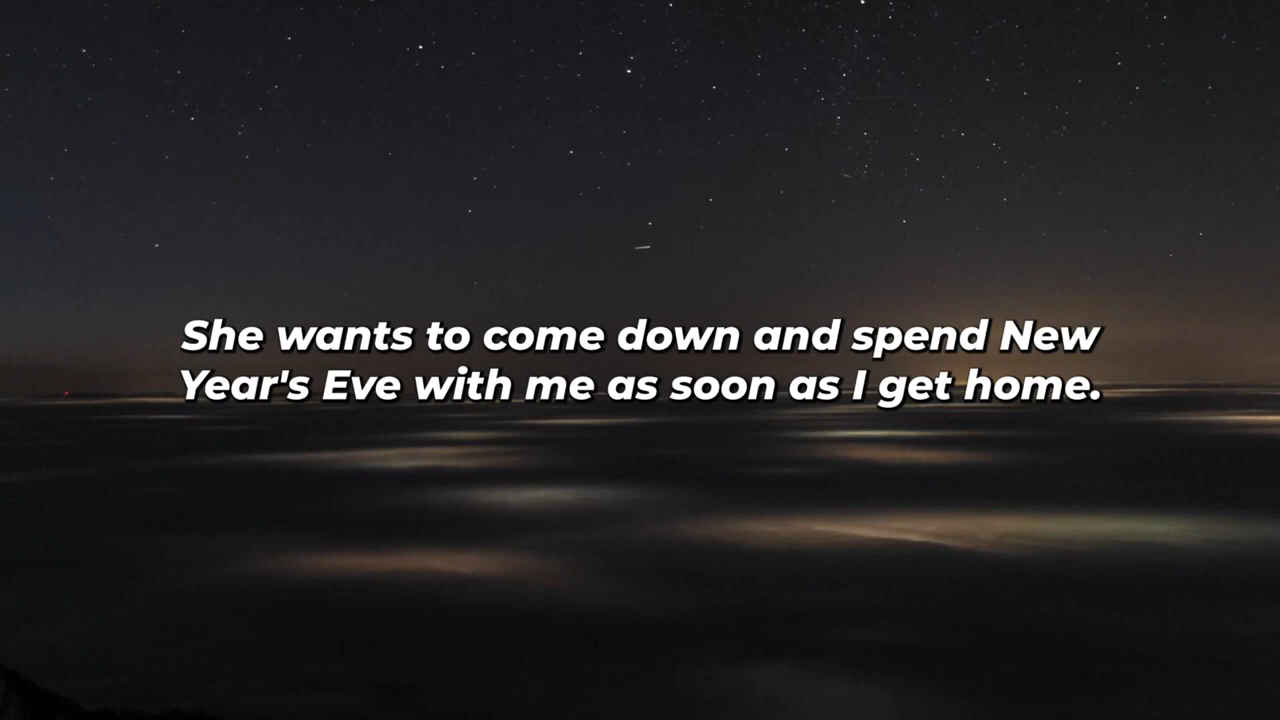 She wants to come down and spend New
Year's Eve with me as soon as I get home.